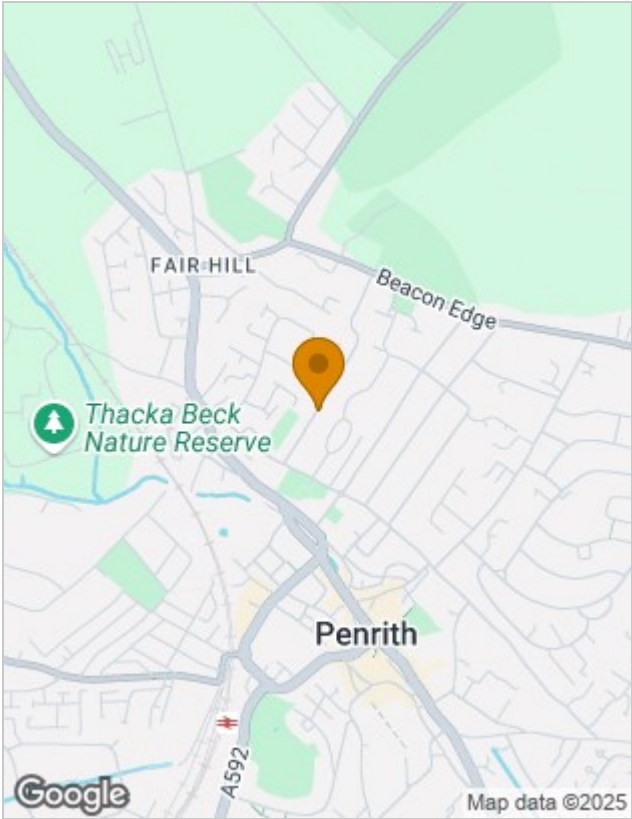 FAIR HILL
Beacon Edge
Thacka Beck
Nature Reserve
Penrith
A592
Google
Map data ©2025